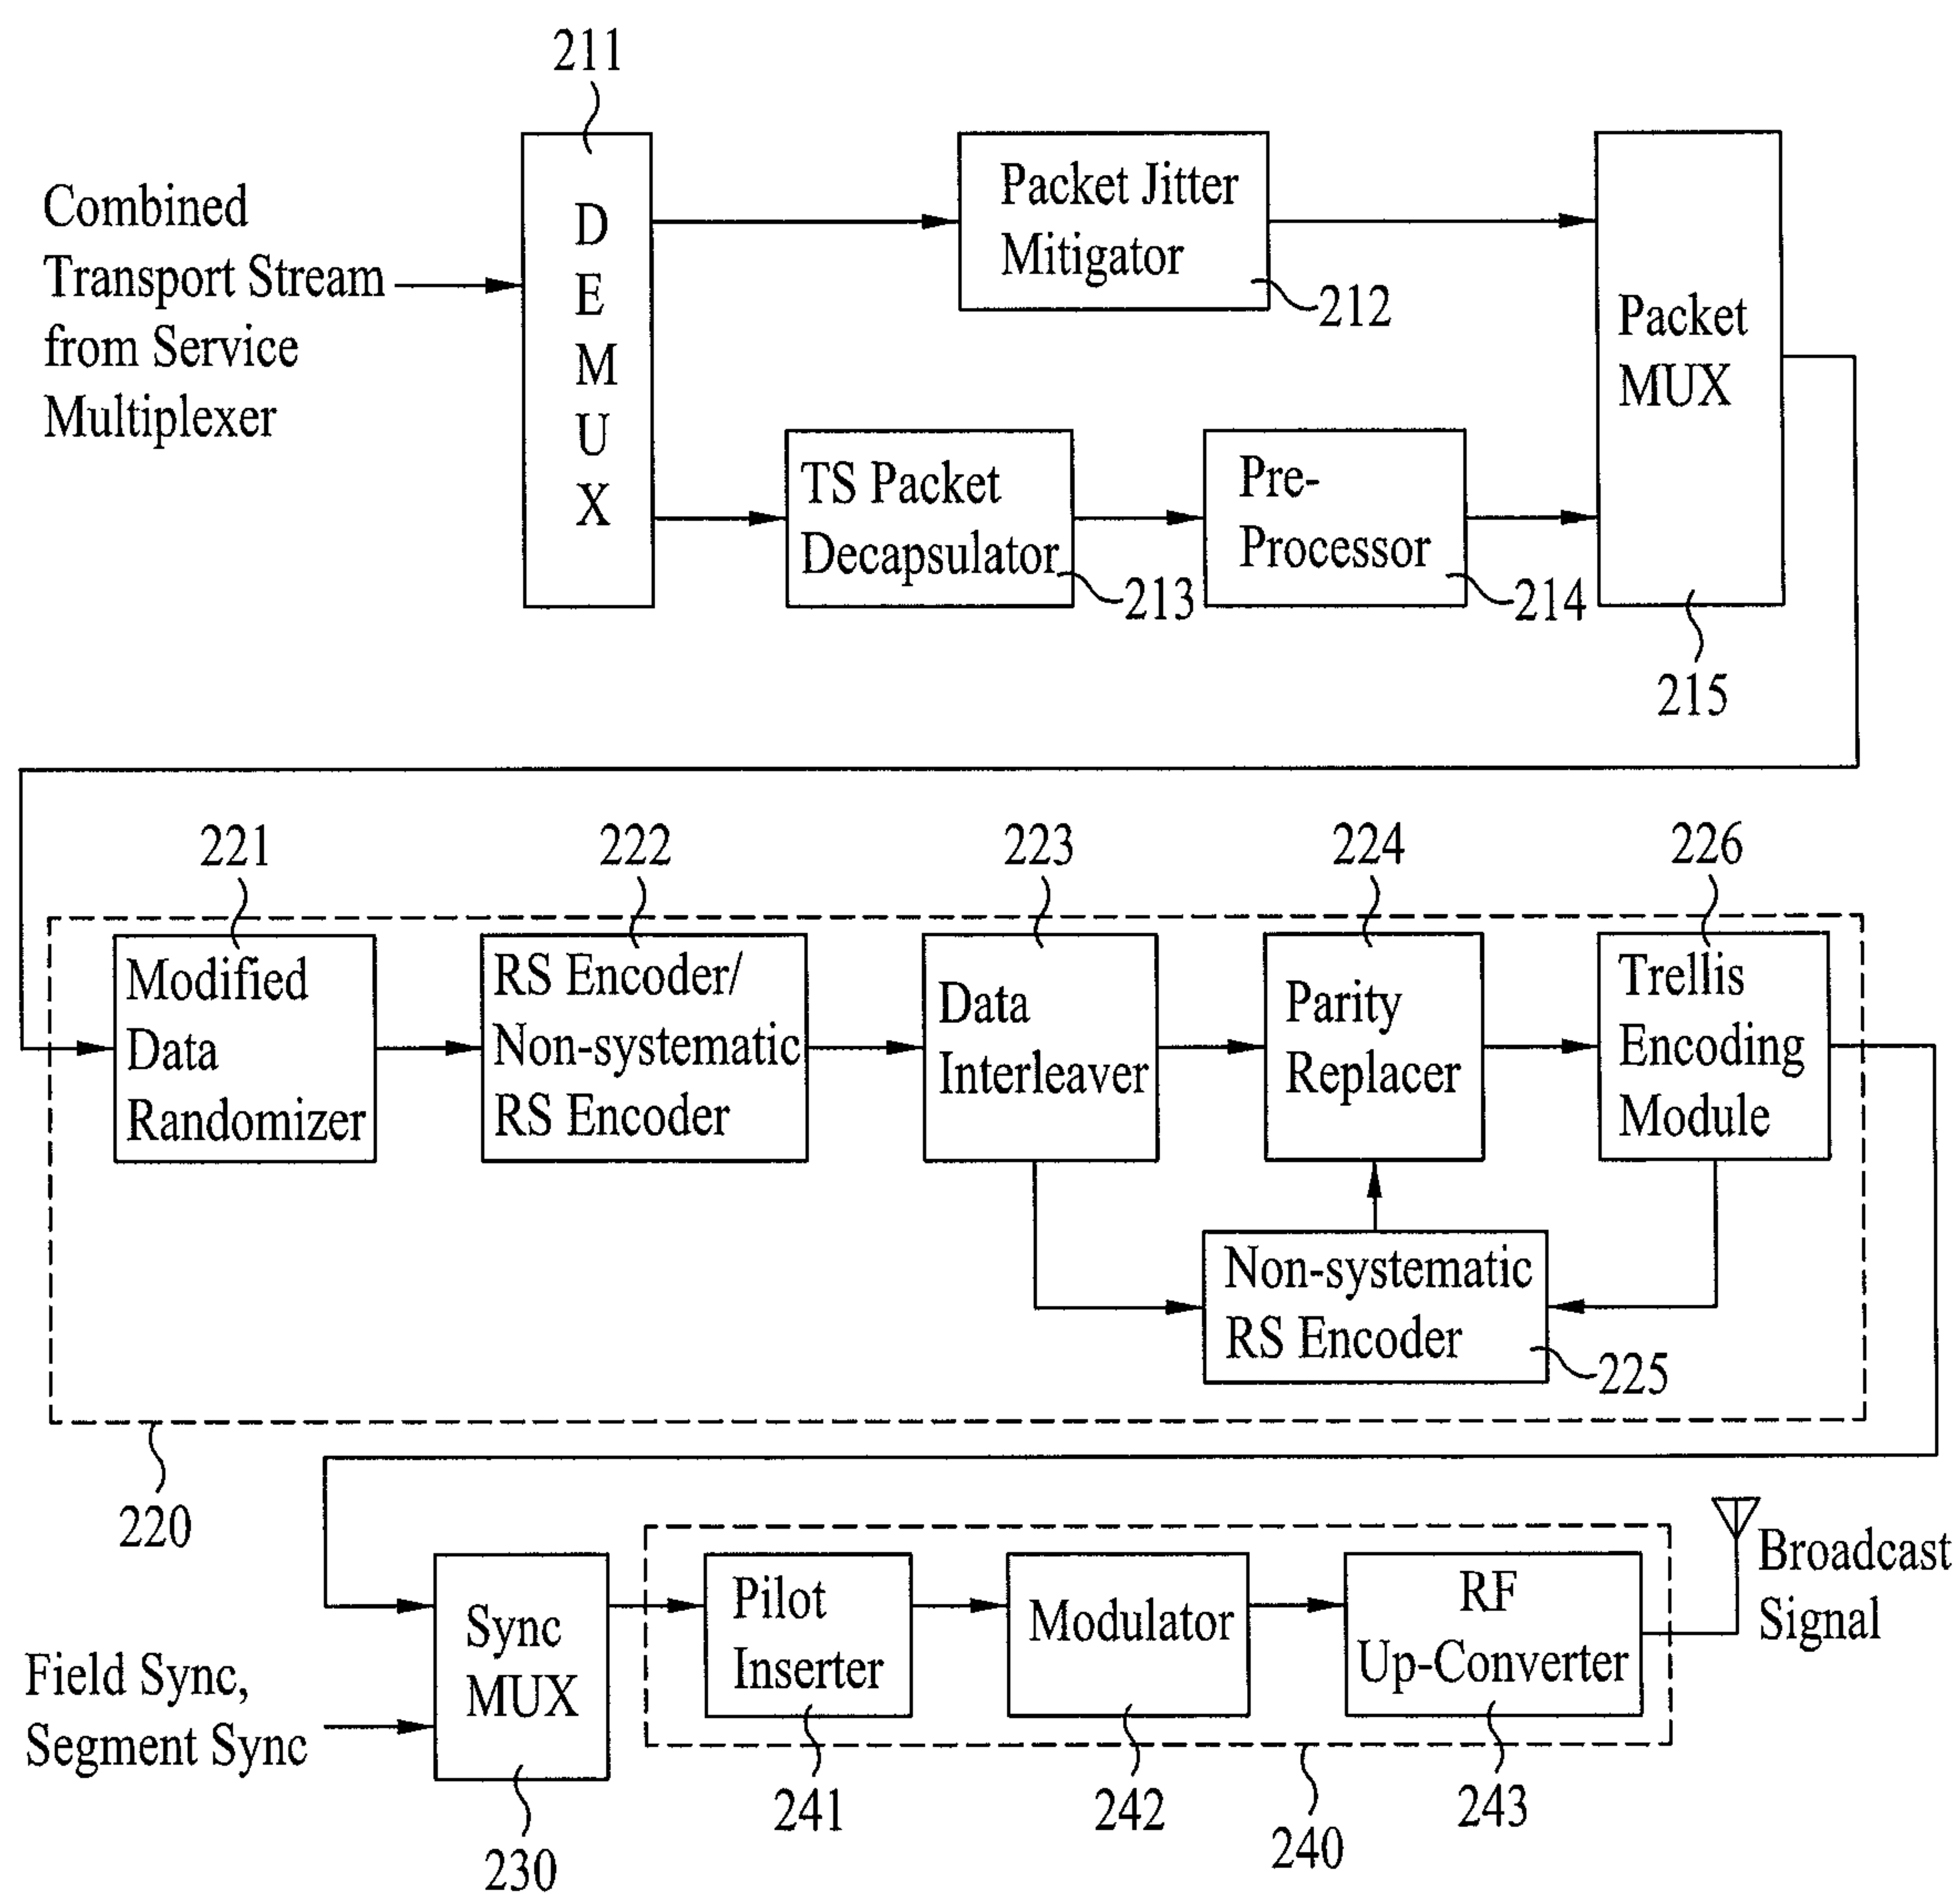 211
Combined
Transport Stream
from Service
Multiplexer
D
E
M
U
X
Packet Jitter
Mitigator
212
TS Packet
Decapsulator
213
Pre-
Processor
214
Packet
MUX
215
221
222
223
224
226
Modified
Data
Randomizer
RS Encoder/
Non-systematic
RS Encoder
Data
Interleaver
Parity
Replacer
Trellis
Encoding
Module
Non-systematic
RS Encoder
225
220
Field Sync,
Segment Sync
Sync
MUX
230
Pilot
Inserter
241
Modulator
242
RF
Up-Converter
243
240
Broadcast
Signal